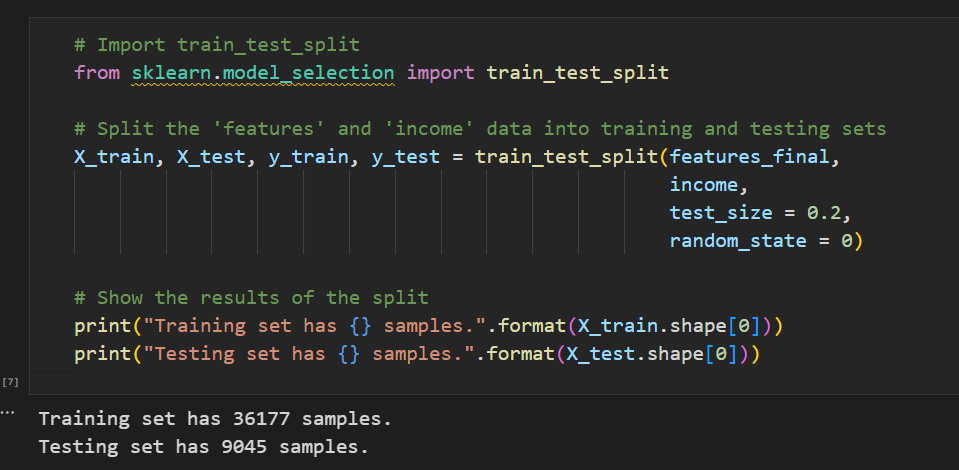 # Import train_test_split
from sklearn.model_selection import train_test_split
# Split the 'features' and 'income' data into training and testing sets
X_train, X_test, y_train, y_test = train_test_split(features_final,
income,
test_size = 0.2,
random_state = 0)
# Show the results of the split
print("Training set has {} samples.".format(X_train.shape[0]))
print("Testing set has {} samples.".format(X_test.shape[0]))
[7]
...
Training set has 36177 samples.
Testing set has 9045 samples.